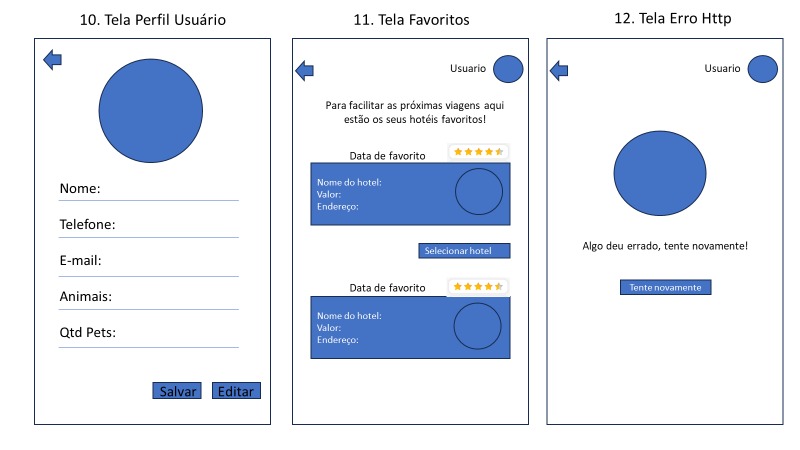 10. Tela Perfil Usuário
Nome:
Telefone:
E-mail:
Animais:
Qtd Pets:
Salvar
Editar
11. Tela Favoritos
Usuario
Para facilitar as próximas viagens aqui
estão os seus hotéis favoritos!
Data de favorito
Nome do hotel:
Valor:
Endereço:
Selecionar hotel
Data de favorito
Nome do hotel:
Valor:
Endereço:
12. Tela Erro Http
Usuario
Algo deu errado, tente novamente!
Tente novamente